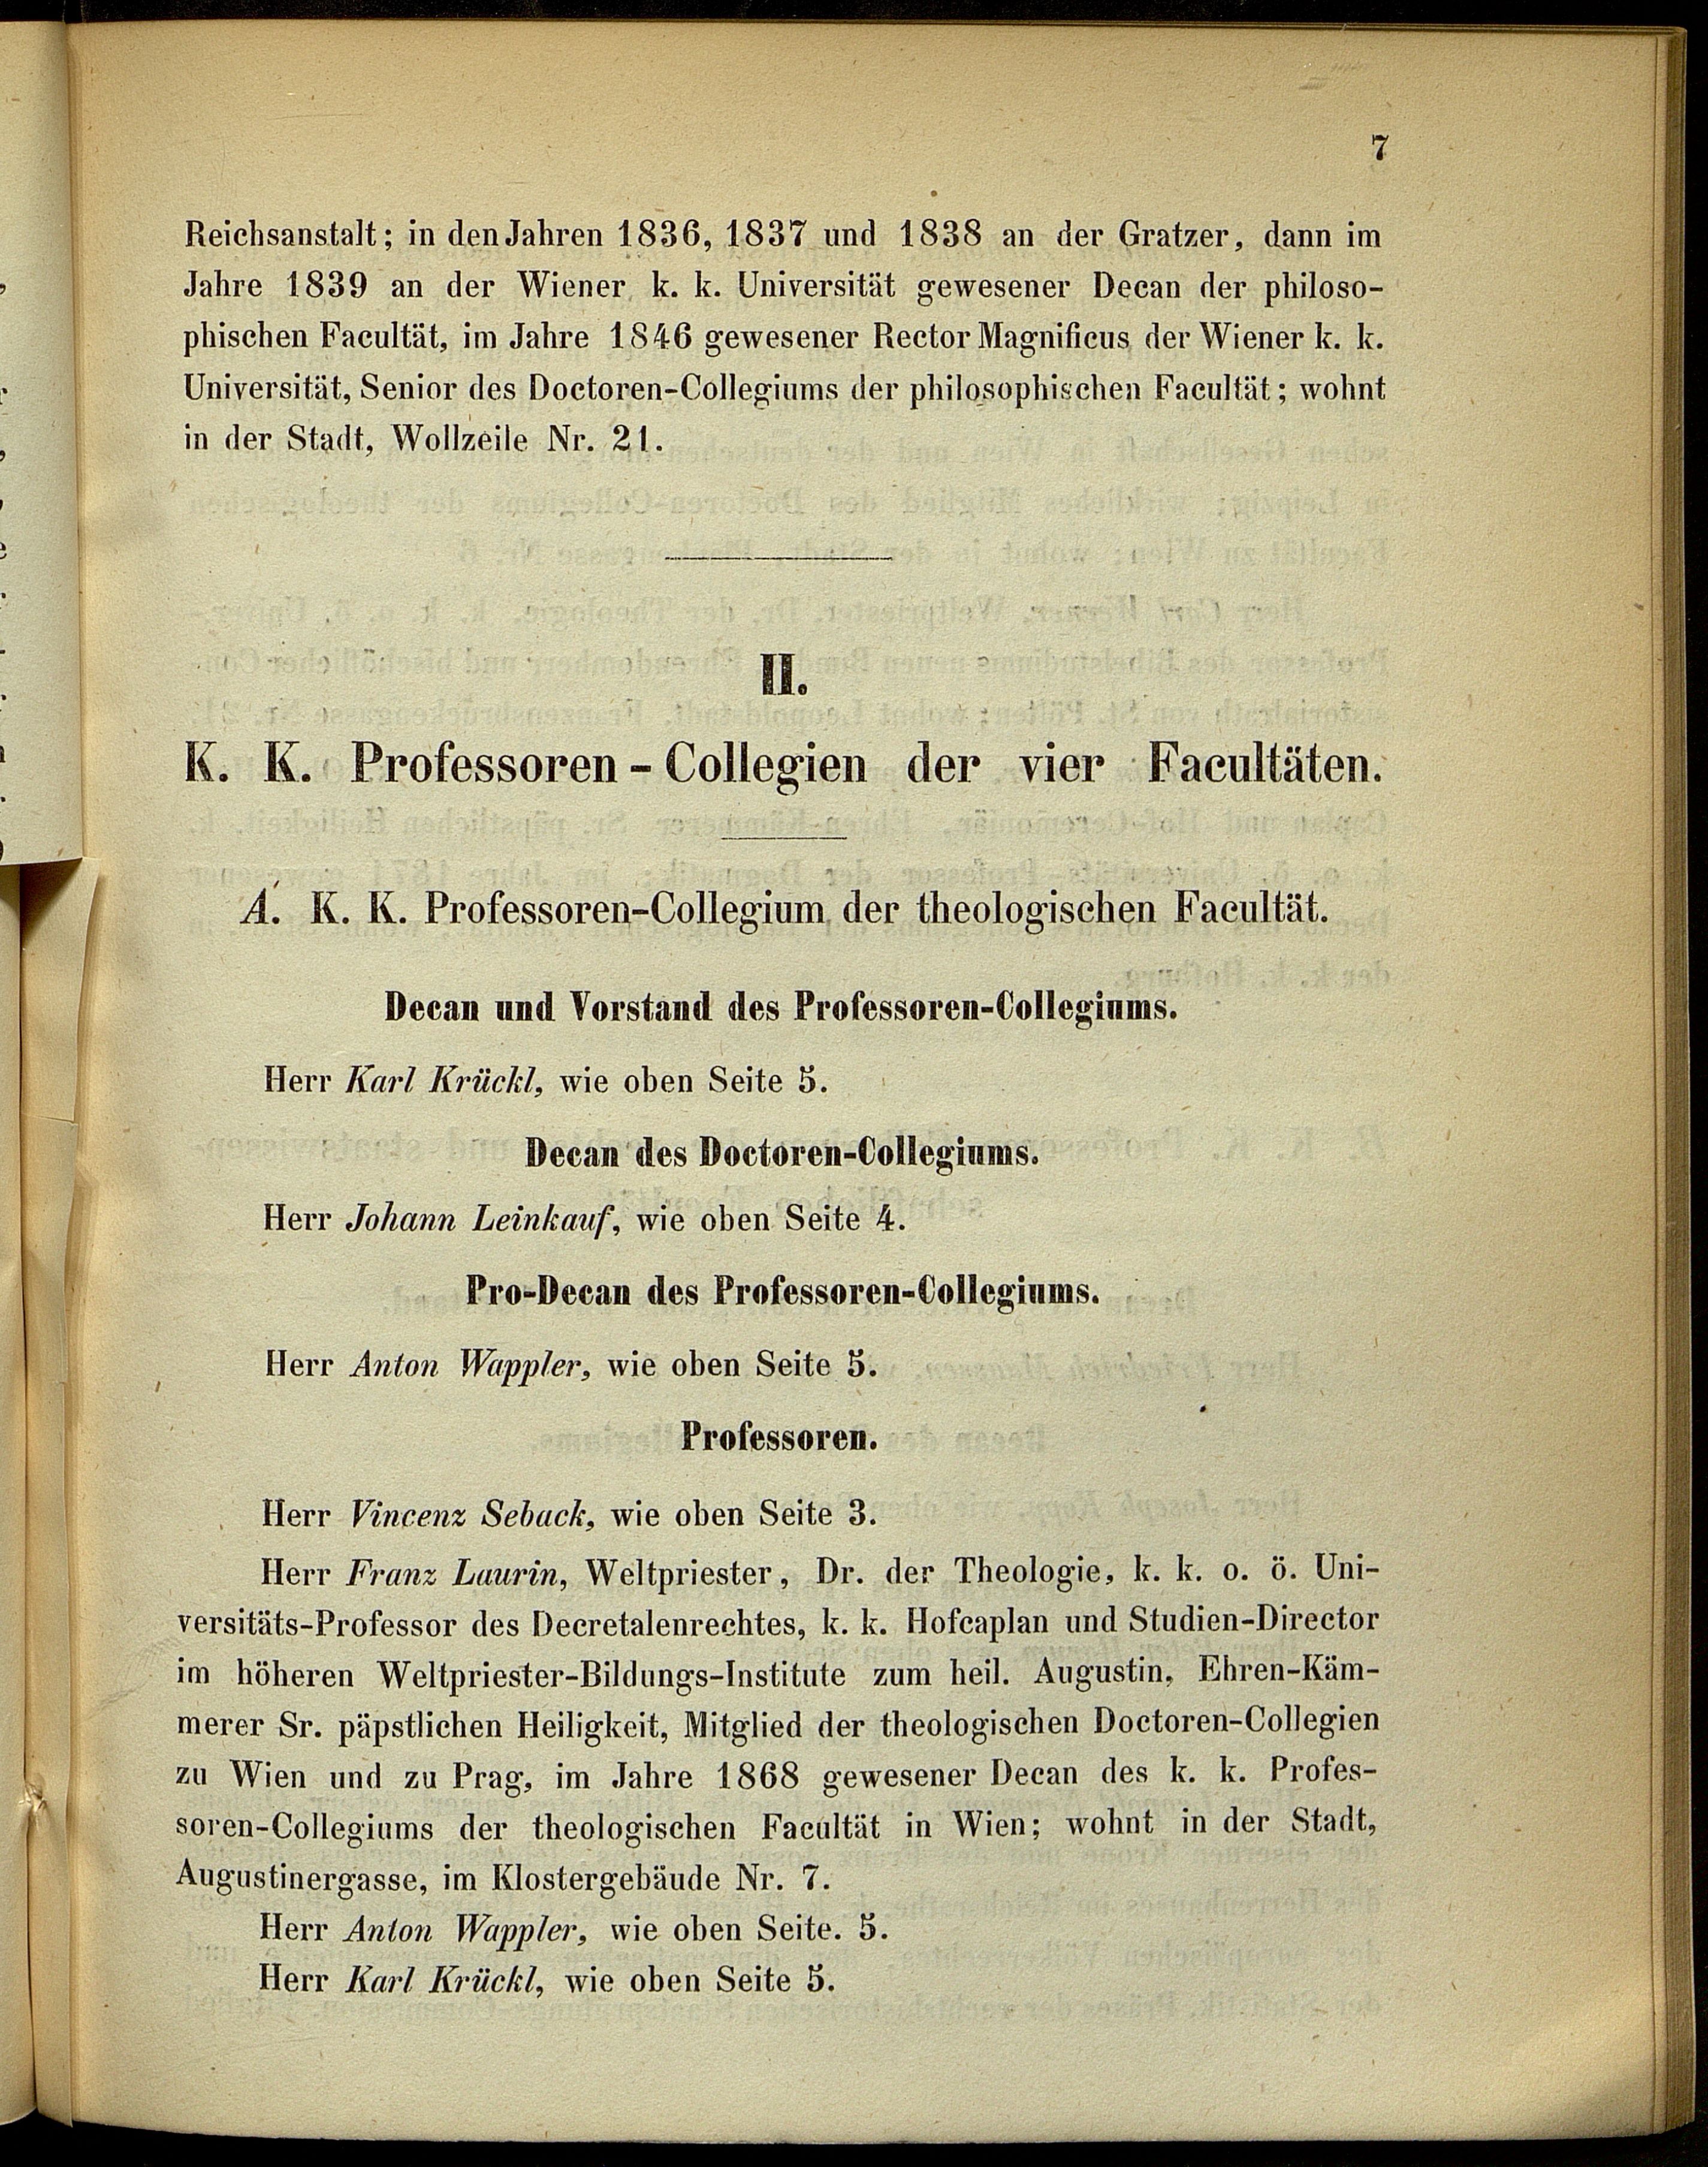 7
Reichsanstalt; in den Jahren 1836, 1837 und 1838 an der Gratzer, dann im
Jahre 1839 an der Wiener k. k. Universität gewesener Decan der philoso-
phischen Facultät, im Jahre 1846 gewesener Rector Magnificus der Wiener k. k.
Universität, Senior des Doctoren-Collegiums der philosophischen Facultät; wohnt
in der Stadt, Wollzeile Nr. 21.
II.
K. K. Professoren-Collegien der vier Facultäten.
A. K. K. Professoren-Collegium der theologischen Facultät.
Decan und Vorstand des Professoren-Collegiums.
Herr Karl Krückl, wie oben Seite 5.
Decan des Doctoren-Collegiums.
Herr Johann Leinkauf, wie oben Seite 4.
Pro-Decan des Professoren-Collegiums.
Herr Anton Wappler, wie oben Seite 5.
Professoren.
Herr Vincenz Seback, wie oben Seite 3.
Herr Franz Laurin, Weltpriester, Dr. der Theologie, k. k. o. ö. Uni-
versitäts-Professor des Decretalenrechtes, k. k. Hofcaplan und Studien-Director
im höheren Weltpriester-Bildungs-Institute zum heil. Augustin, Ehren-Käm-
merer Sr. päpstlichen Heiligkeit, Mitglied der theologischen Doctoren-Collegien
zu Wien und zu Prag, im Jahre 1868 gewesener Decan des k. k. Profes-
soren-Collegiums der theologischen Facultät in Wien; wohnt in der Stadt,
Augustinergasse, im Klostergebäude Nr. 7.
Herr Anton Wappler, wie oben Seite. 5.
Herr Karl Krückl, wie oben Seite 5.